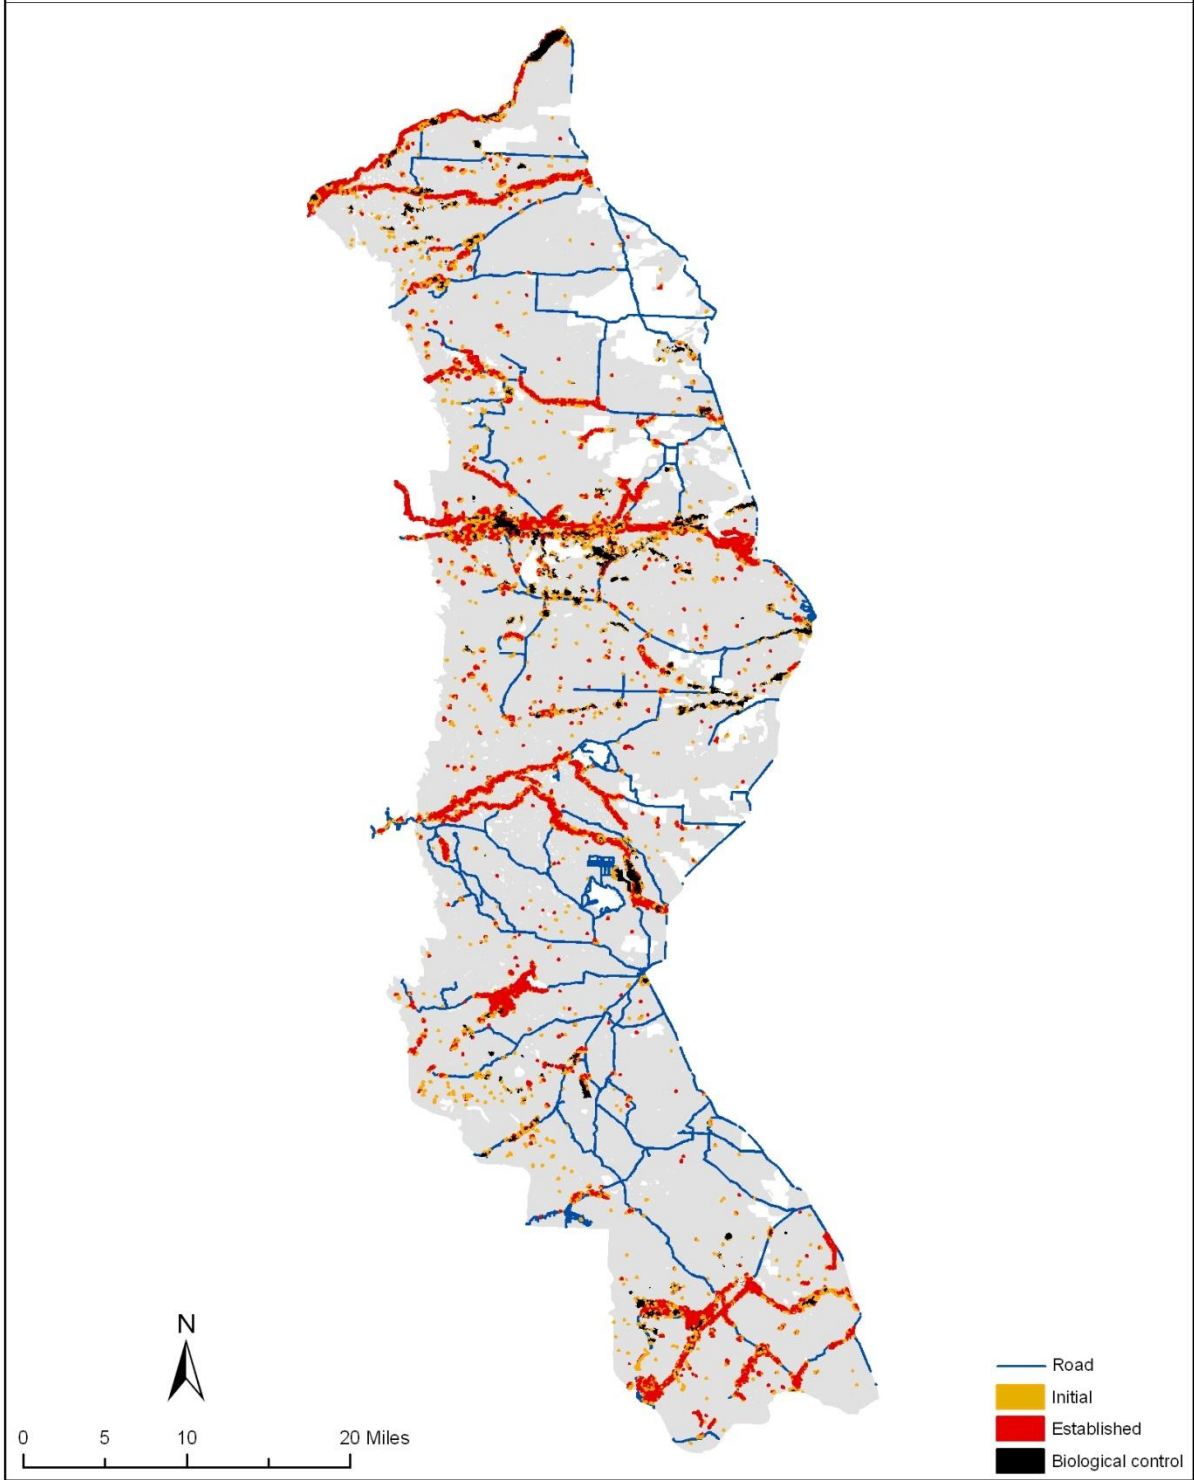 N
0 5 10 20 Miles
Road
Initial
Established
Biological control